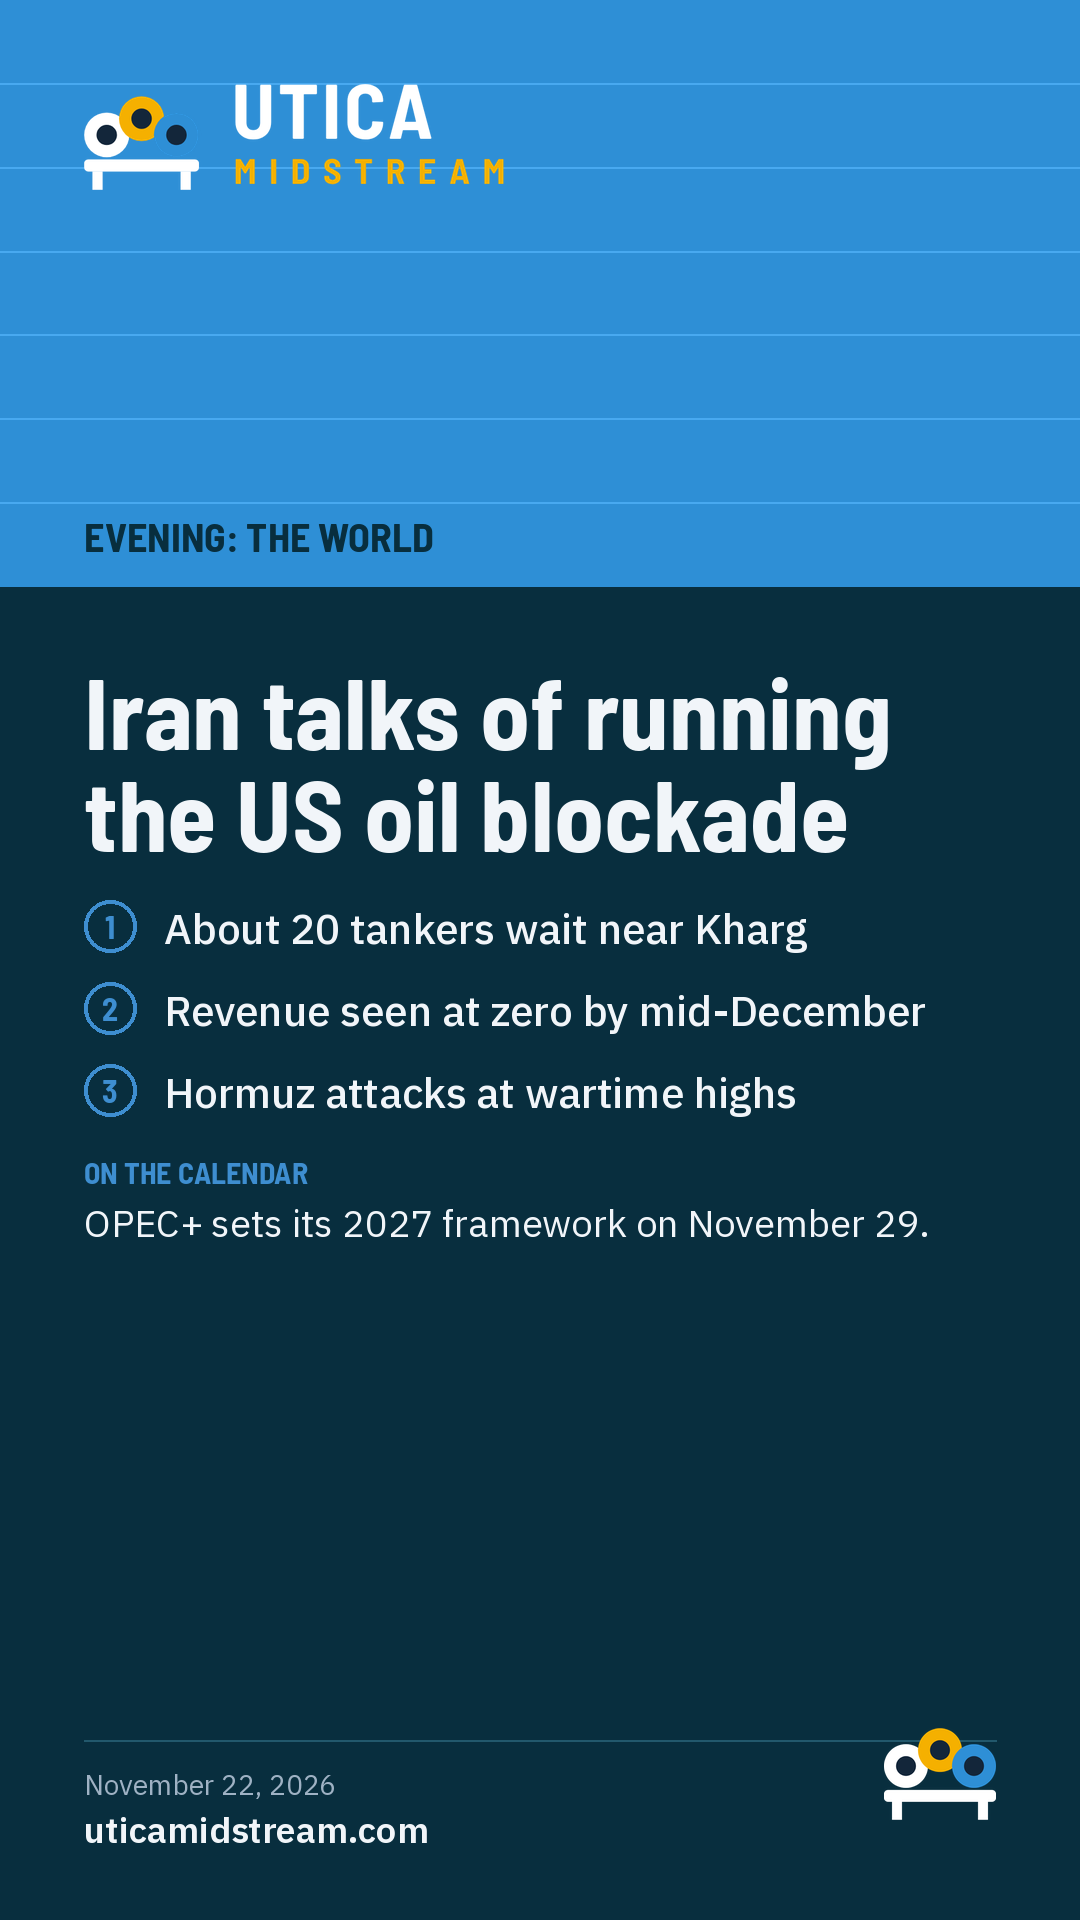 UTICA
MIDSTREAM
EVENING: THE WORLD
Iran talks of running
the US oil blockade
1 About 20 tankers wait near Kharg
2 Revenue seen at zero by mid-December
3 Hormuz attacks at wartime highs
ON THE CALENDAR
OPEC+ sets its 2027 framework on November 29.
November 22, 2026
uticamidstream.com